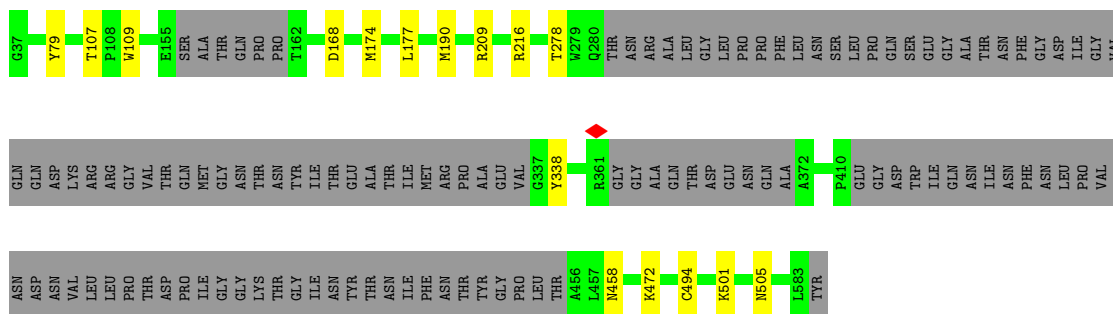 G37 Y79 T107 P108 W109 E155 SER ALA THR GLN PRO PRO T162 D168 M174 L177 M190 R209 R216 T278 W279 Q280 THR ASN ARG ALA LEU GLY LEU PRO PRO PHE LEU ASN SER LEU PRO GLN SER GLU GLY ALA THR ASN PHE GLY ASP ILE GLY VAL
GLN GLN ASP LYS ARG ARG GLY VAL THR GLN MET GLY ASN THR ASN TYR ILE THR GLU ALA THR ILE MET ARG PRO ALA GLU VAL G337 Y338 R361 GLY GLY ALA GLN THR ASP GLU ASN GLN ALA A372 P410 GLU GLY ASP TRP ILE GLN ASN ILE ASN PHE ASN LEU PRO VAL
ASN ASP ASN VAL LEU LEU PRO THR ASP PRO ILE GLY GLY LYS THR GLY ILE ASN TYR THR ASN ILE PHE ASN THR TYR GLY PRO LEU THR A456 L457 N458 K472 C494 K501 N505 L583 TYR